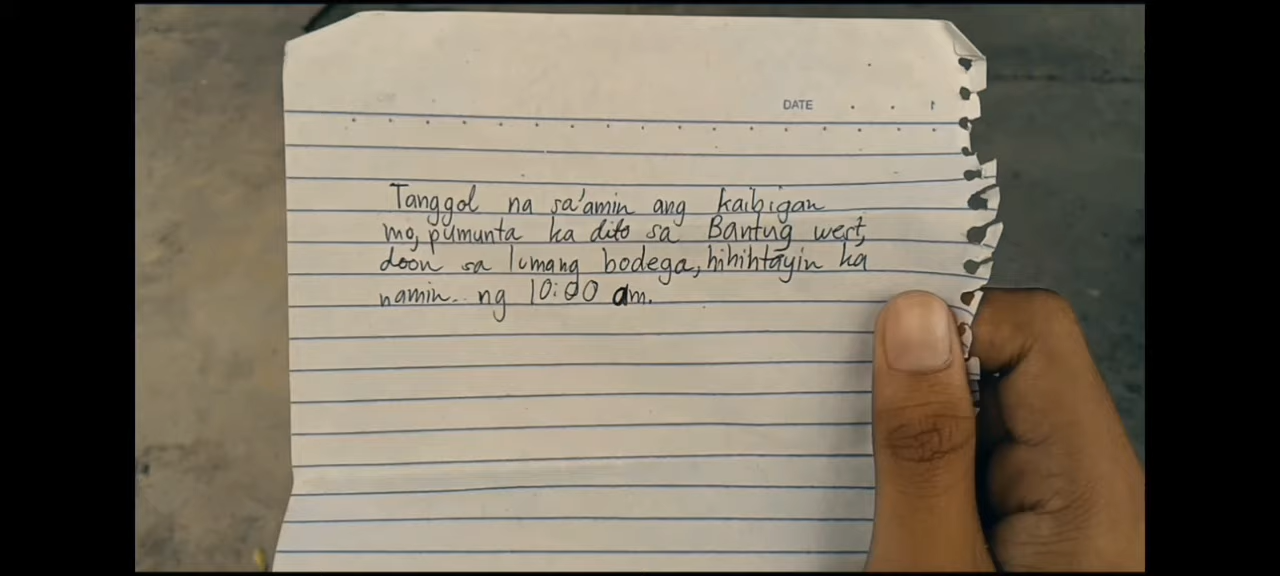 DATE
Tanggol na sa'amin ang kaibigan
mo, pumunta ka dito sa Bantug west,
doon sa lumang bodega, hihihtayin ka
namin.. ng 10:00 am.